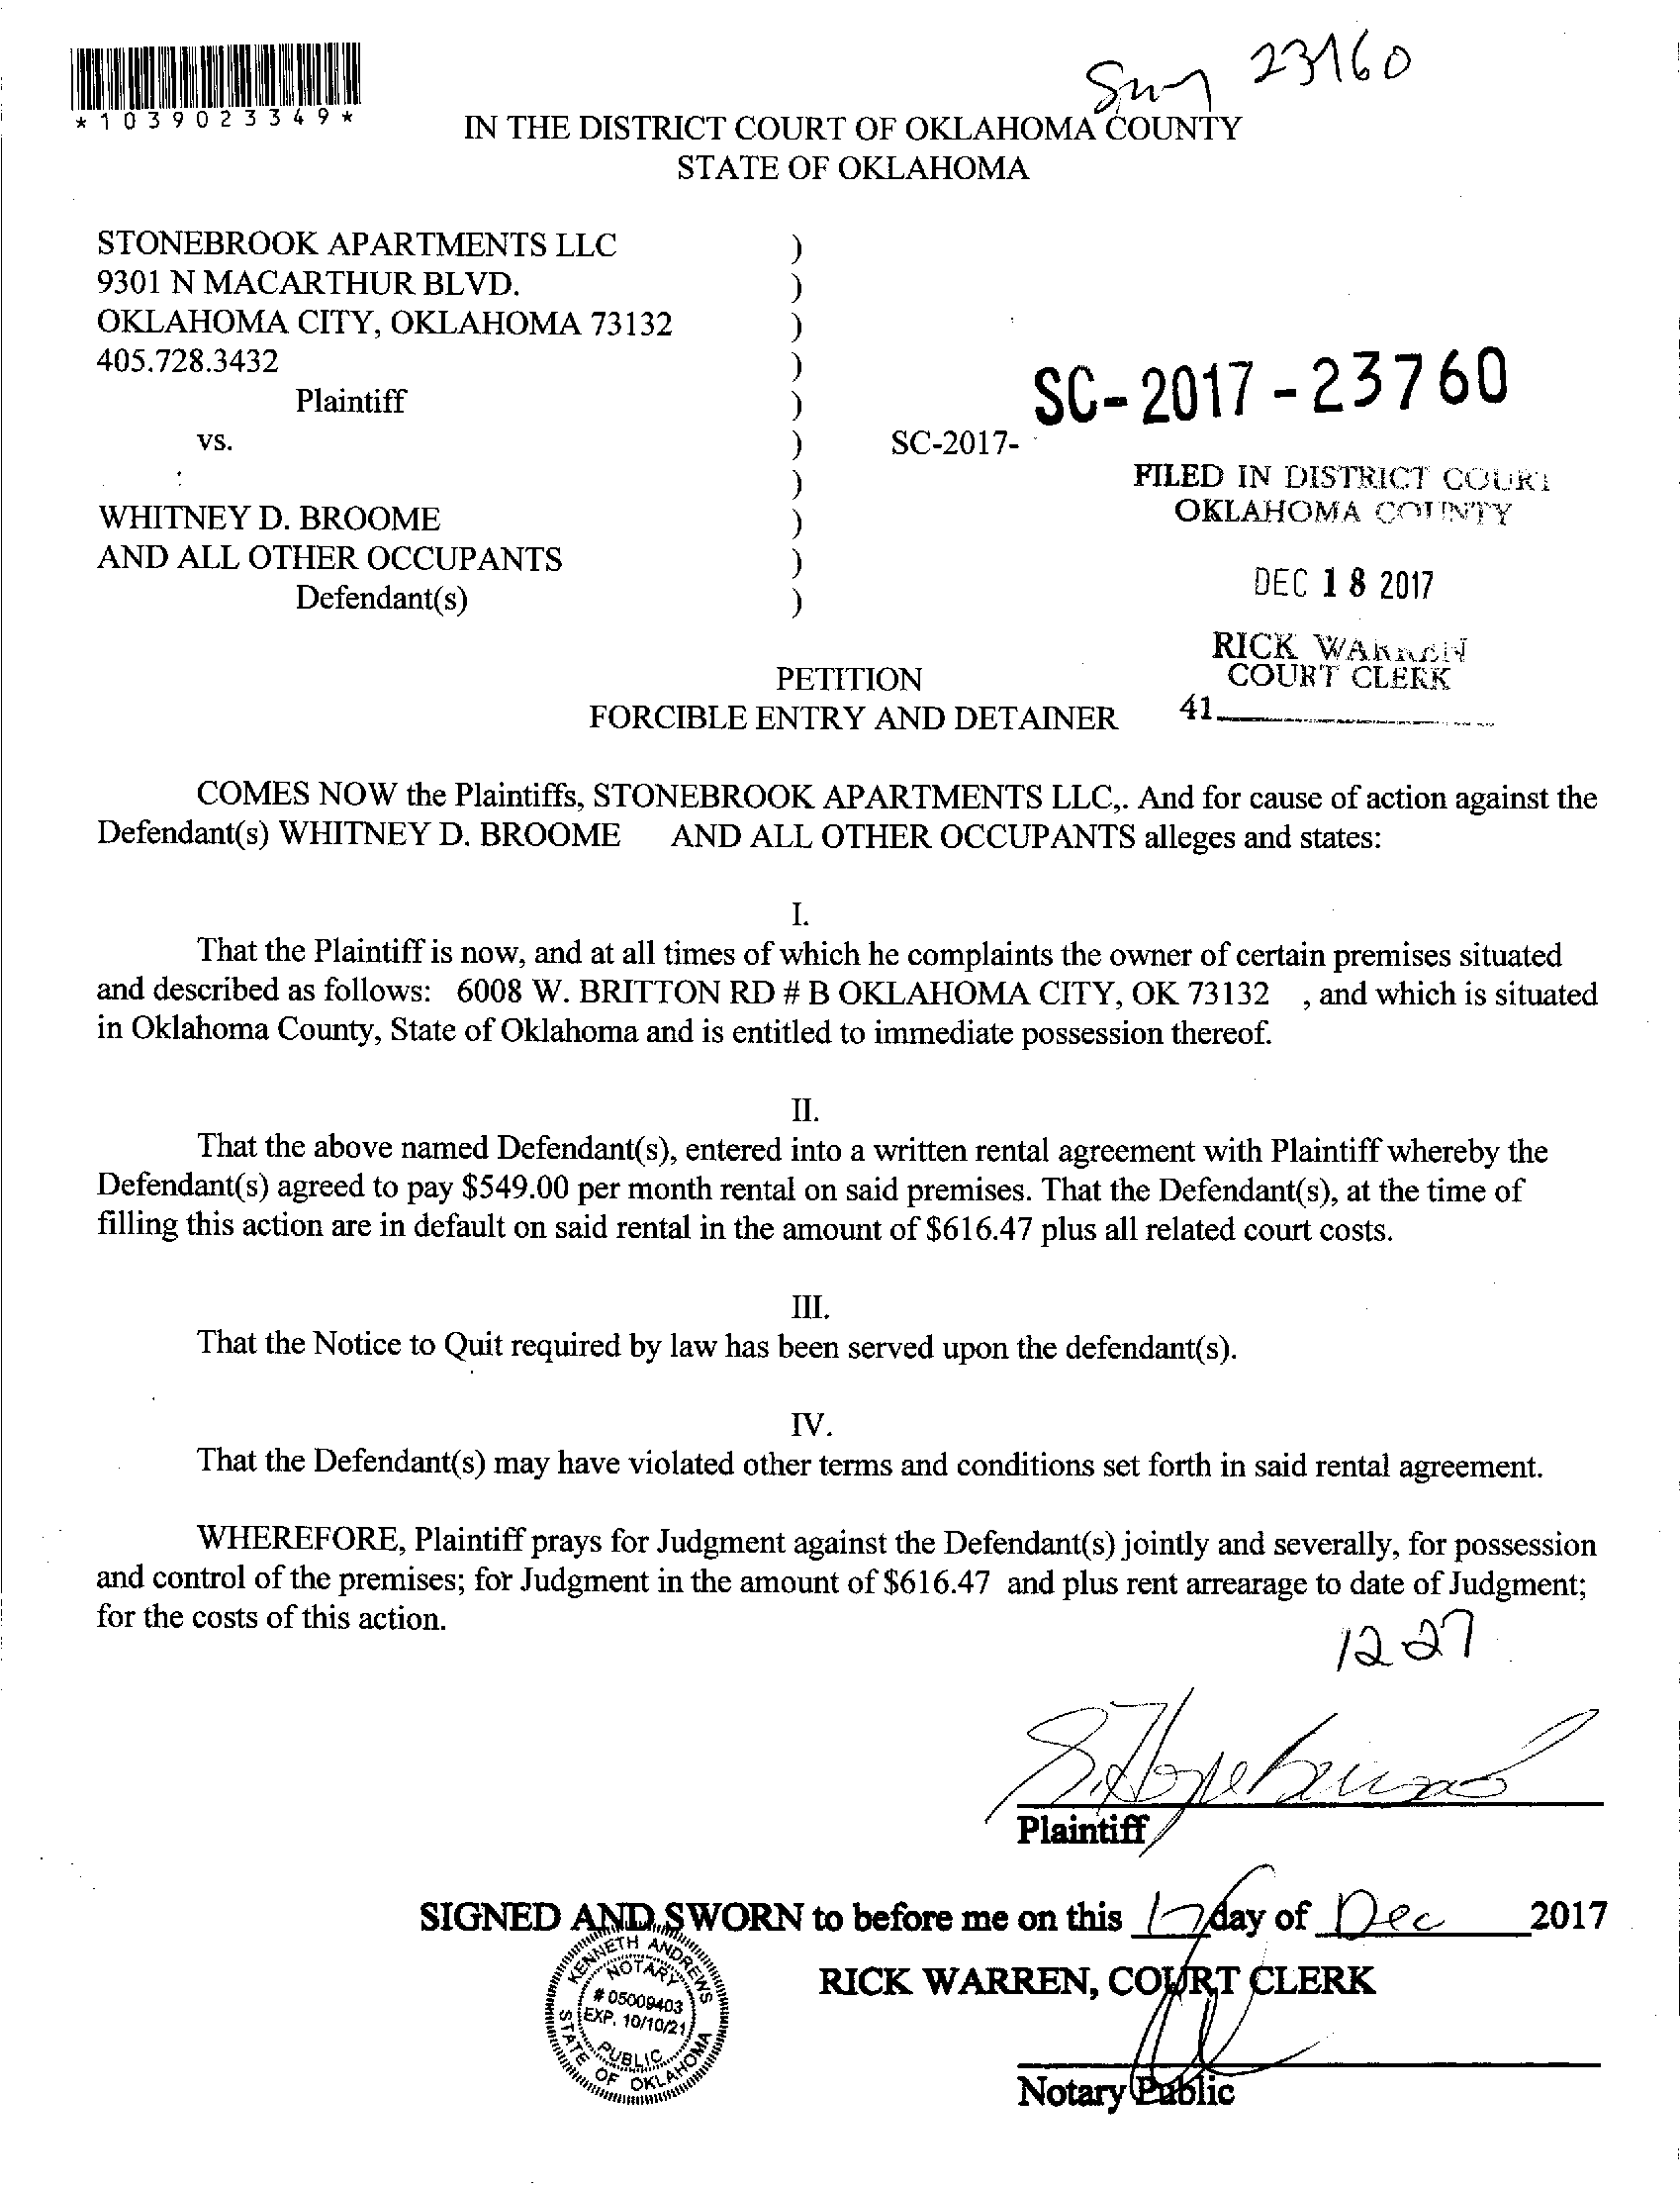 *1039023349*
23760
IN THE DISTRICT COURT OF OKLAHOMA COUNTY
STATE OF OKLAHOMA
STONEBROOK APARTMENTS LLC )
9301 N MACARTHUR BLVD. )
OKLAHOMA CITY, OKLAHOMA 73132 )
405.728.3432 )
Plaintiff )
SC-2017-23760
vs. ) SC-2017-
)
FILED IN DISTRICT COURT
OKLAHOMA COUNTY
WHITNEY D. BROOME )
AND ALL OTHER OCCUPANTS )
DEC 18 2017
Defendant(s) )
RICK WARREN
COURT CLERK
41
PETITION
FORCIBLE ENTRY AND DETAINER
COMES NOW the Plaintiffs, STONEBROOK APARTMENTS LLC,. And for cause of action against the
Defendant(s) WHITNEY D. BROOME AND ALL OTHER OCCUPANTS alleges and states:
I.
That the Plaintiff is now, and at all times of which he complaints the owner of certain premises situated
and described as follows: 6008 W. BRITTON RD # B OKLAHOMA CITY, OK 73132 , and which is situated
in Oklahoma County, State of Oklahoma and is entitled to immediate possession thereof.
II.
That the above named Defendant(s), entered into a written rental agreement with Plaintiff whereby the
Defendant(s) agreed to pay $549.00 per month rental on said premises. That the Defendant(s), at the time of
filling this action are in default on said rental in the amount of $616.47 plus all related court costs.
III.
That the Notice to Quit required by law has been served upon the defendant(s).
IV.
That the Defendant(s) may have violated other terms and conditions set forth in said rental agreement.
WHEREFORE, Plaintiff prays for Judgment against the Defendant(s) jointly and severally, for possession
and control of the premises; for Judgment in the amount of $616.47 and plus rent arrearage to date of Judgment;
for the costs of this action.
12 27
Plaintiff
SIGNED AND SWORN to before me on this day of Dec 2017
RICK WARREN, COURT CLERK
KENNETH ANDREWS
NOTARY
# 05009403
EXP. 10/10/21
PUBLIC
STATE OF OKLAHOMA
Notary Public